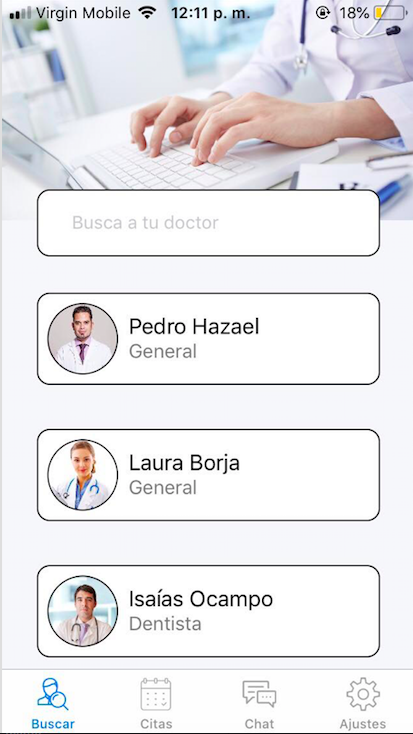 Virgin Mobile 12:11 p. m. 18%
Busca a tu doctor
Pedro Hazael
General
Laura Borja
General
Isaías Ocampo
Dentista
Buscar Citas Chat Ajustes